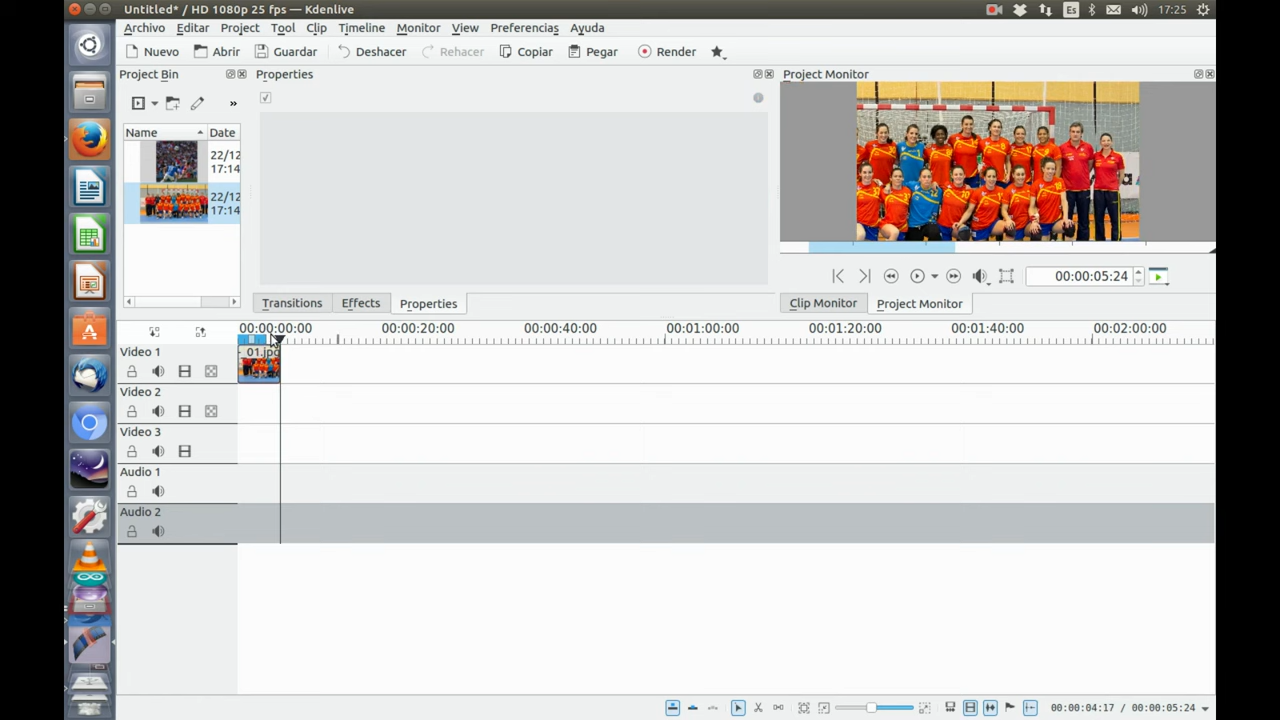 Untitled* / HD 1080p 25 fps — Kdenlive
Es 17:25
Archivo Editar Project Tool Clip Timeline Monitor View Preferencias Ayuda
Nuevo Abrir Guardar Deshacer Rehacer Copiar Pegar Render
Project Bin Properties Project Monitor
»
Name Date
22/12
17:14
22/12
17:14
00:00:05:24
Transitions Effects Properties Clip Monitor Project Monitor
00:00:00:00 00:00:20:00 00:00:40:00 00:01:00:00 00:01:20:00 00:01:40:00 00:02:00:00
Video 1 01.jpg
Video 2
Video 3
Audio 1
Audio 2
00:00:04:17 / 00:00:05:24